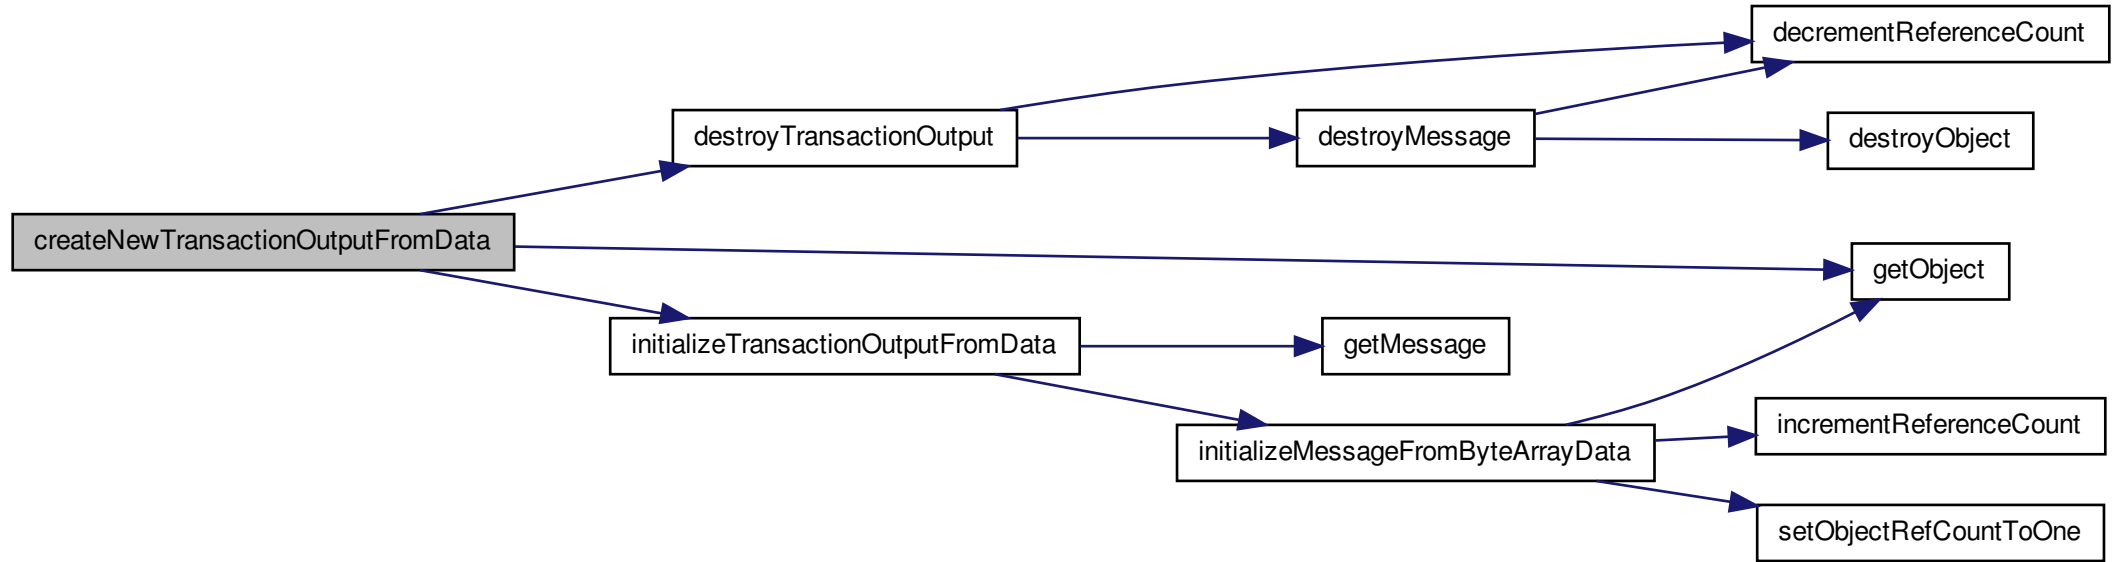 decrementReferenceCount
destroyTransactionOutput
destroyMessage
destroyObject
createNewTransactionOutputFromData
getObject
initializeTransactionOutputFromData
getMessage
incrementReferenceCount
initializeMessageFromByteArrayData
setObjectRefCountToOne